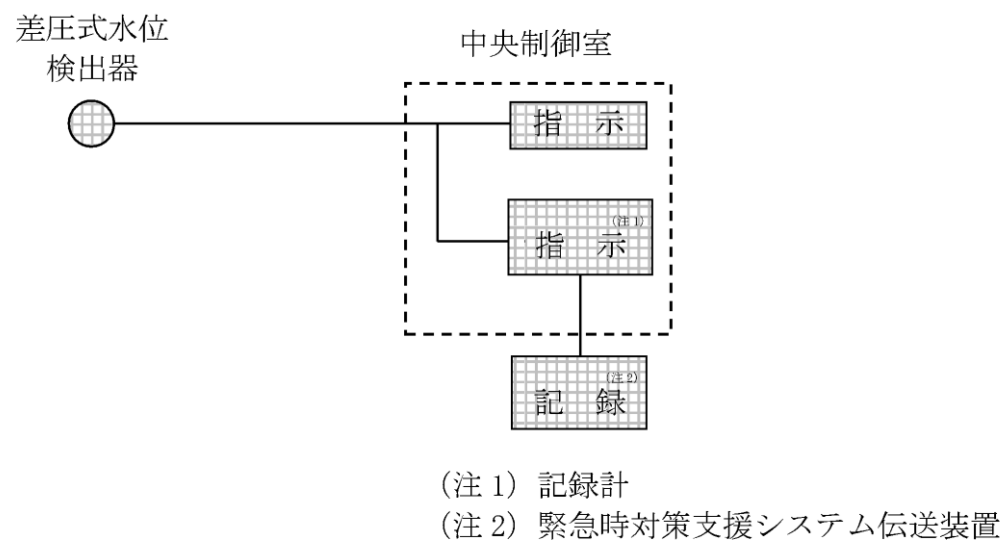 差圧式水位
検出器
中央制御室
指　示
(注1)
指　示
(注2)
記　録
（注 1）記録計
（注 2）緊急時対策支援システム伝送装置